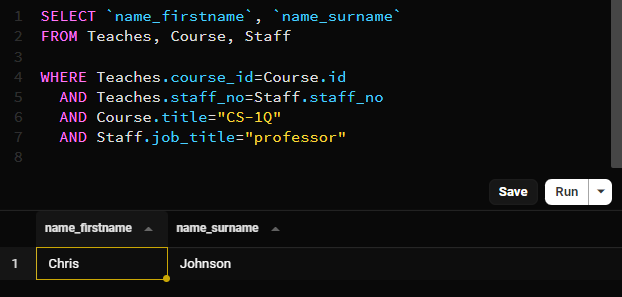 1 SELECT `name_firstname`, `name_surname`
2 FROM Teaches, Course, Staff
3
4 WHERE Teaches.course_id=Course.id
5 AND Teaches.staff_no=Staff.staff_no
6 AND Course.title="CS-1Q"
7 AND Staff.job_title="professor"
8
Save Run
name_firstname name_surname
1 Chris Johnson